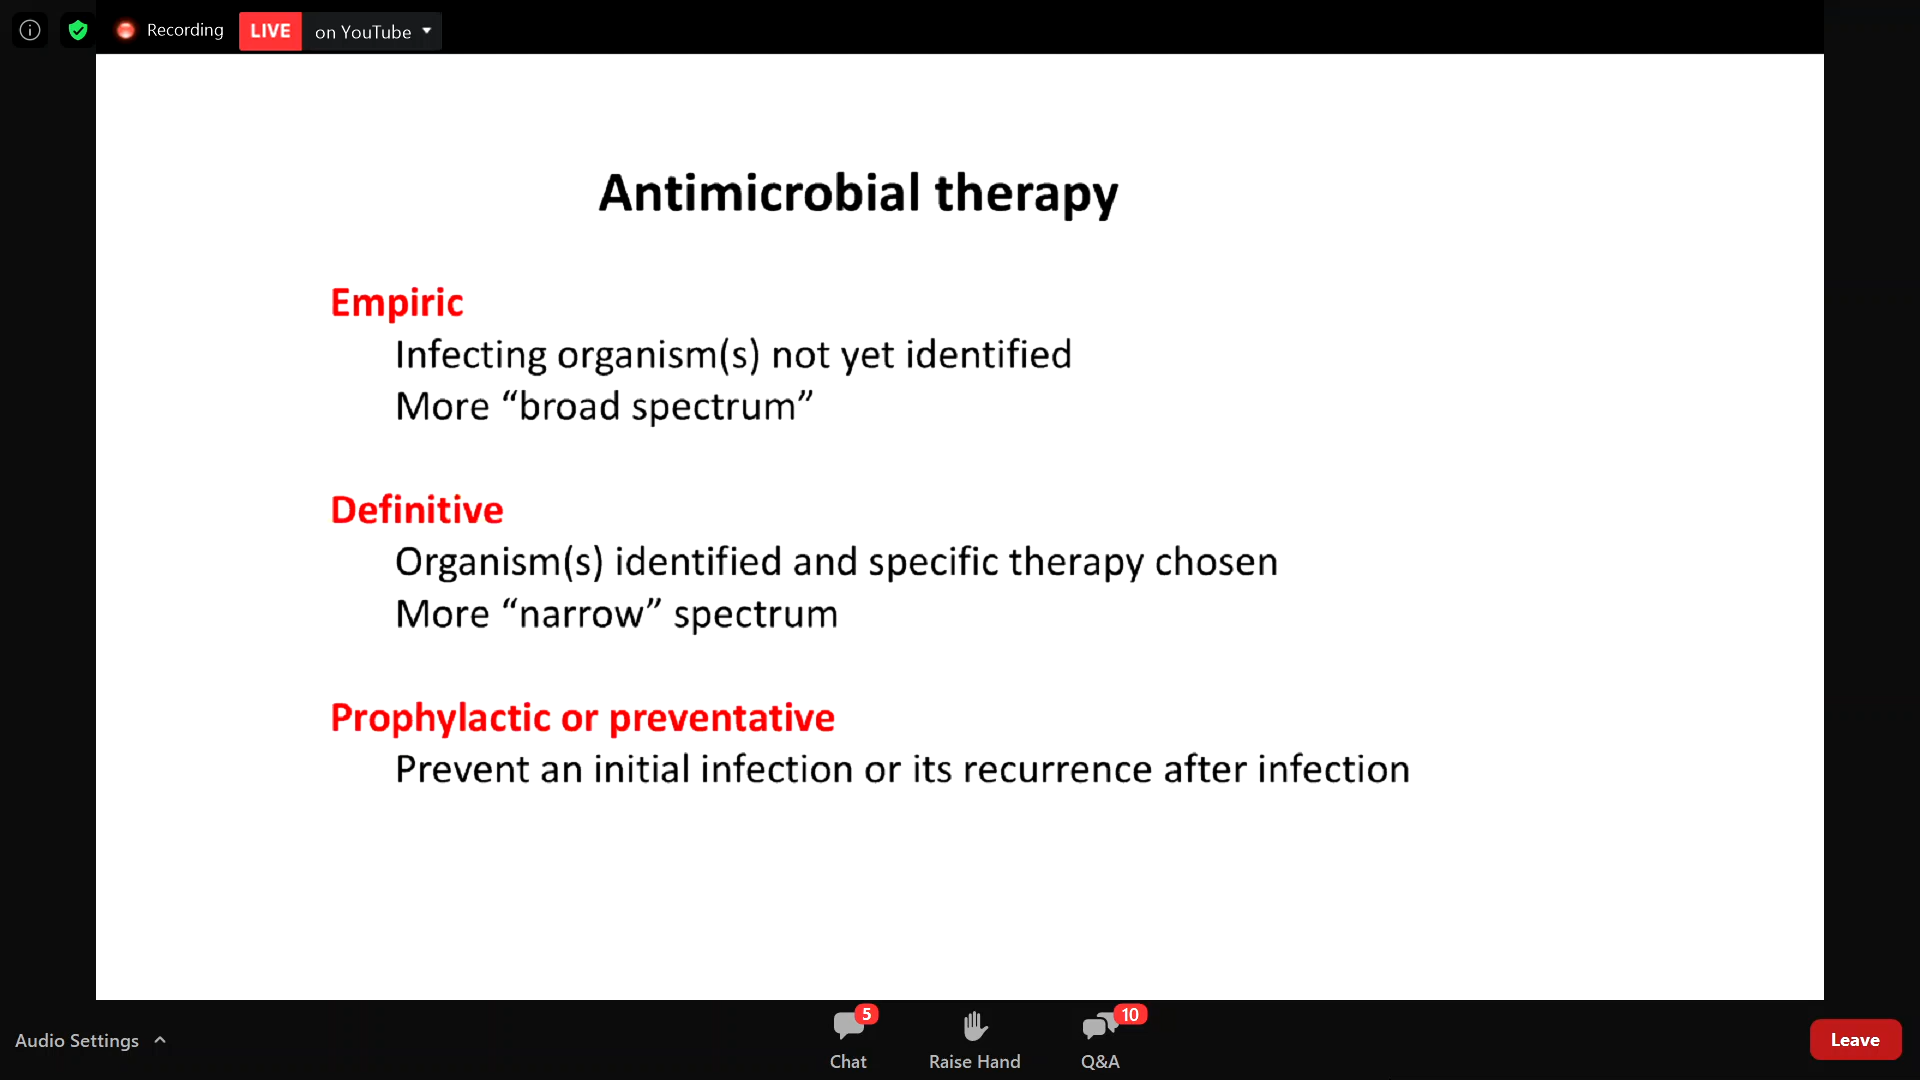 Recording LIVE on YouTube
Antimicrobial therapy
Empiric
Infecting organism(s) not yet identified
More “broad spectrum”
Definitive
Organism(s) identified and specific therapy chosen
More “narrow” spectrum
Prophylactic or preventative
Prevent an initial infection or its recurrence after infection
5 10
Audio Settings Chat Raise Hand Q&A Leave